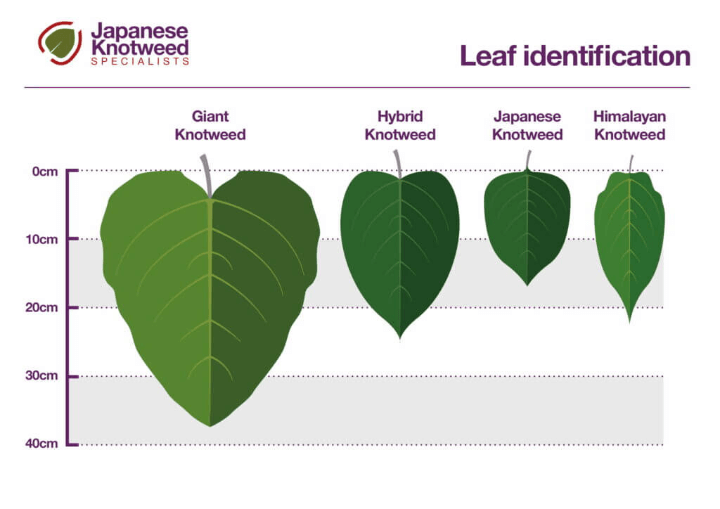 Japanese
Knotweed
SPECIALISTS
Leaf identification
Giant
Knotweed
Hybrid
Knotweed
Japanese
Knotweed
Himalayan
Knotweed
0cm
10cm
20cm
30cm
40cm